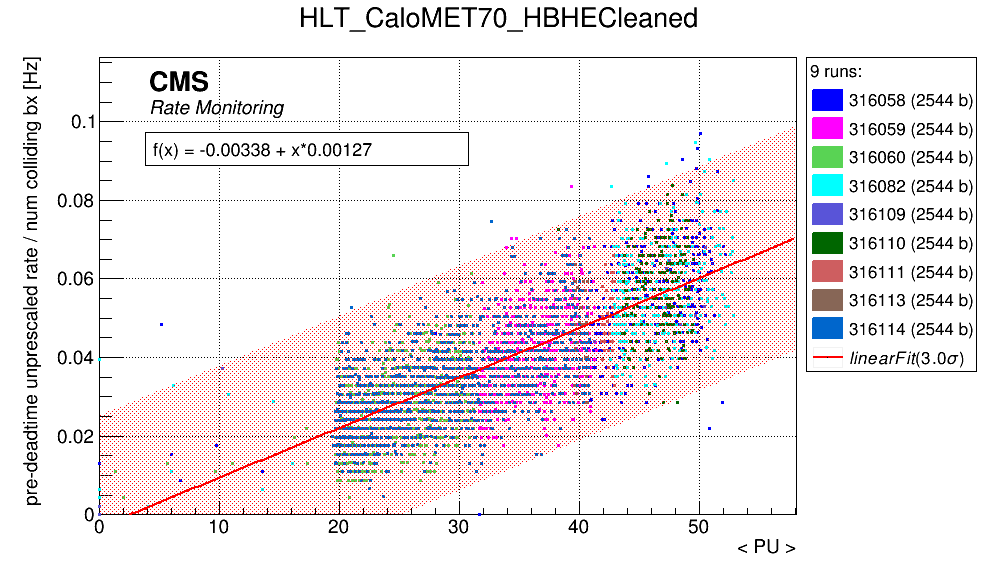 HLT_CaloMET70_HBHECleaned
pre-deadtime unprescaled rate / num colliding bx [Hz]
CMS
Rate Monitoring
f(x) = -0.00338 + x*0.00127
0.1
0.08
0.06
0.04
0.02
0
0 10 20 30 40 50
< PU >
9 runs:
316058 (2544 b)
316059 (2544 b)
316060 (2544 b)
316082 (2544 b)
316109 (2544 b)
316110 (2544 b)
316111 (2544 b)
316113 (2544 b)
316114 (2544 b)
linearFit(3.0σ)